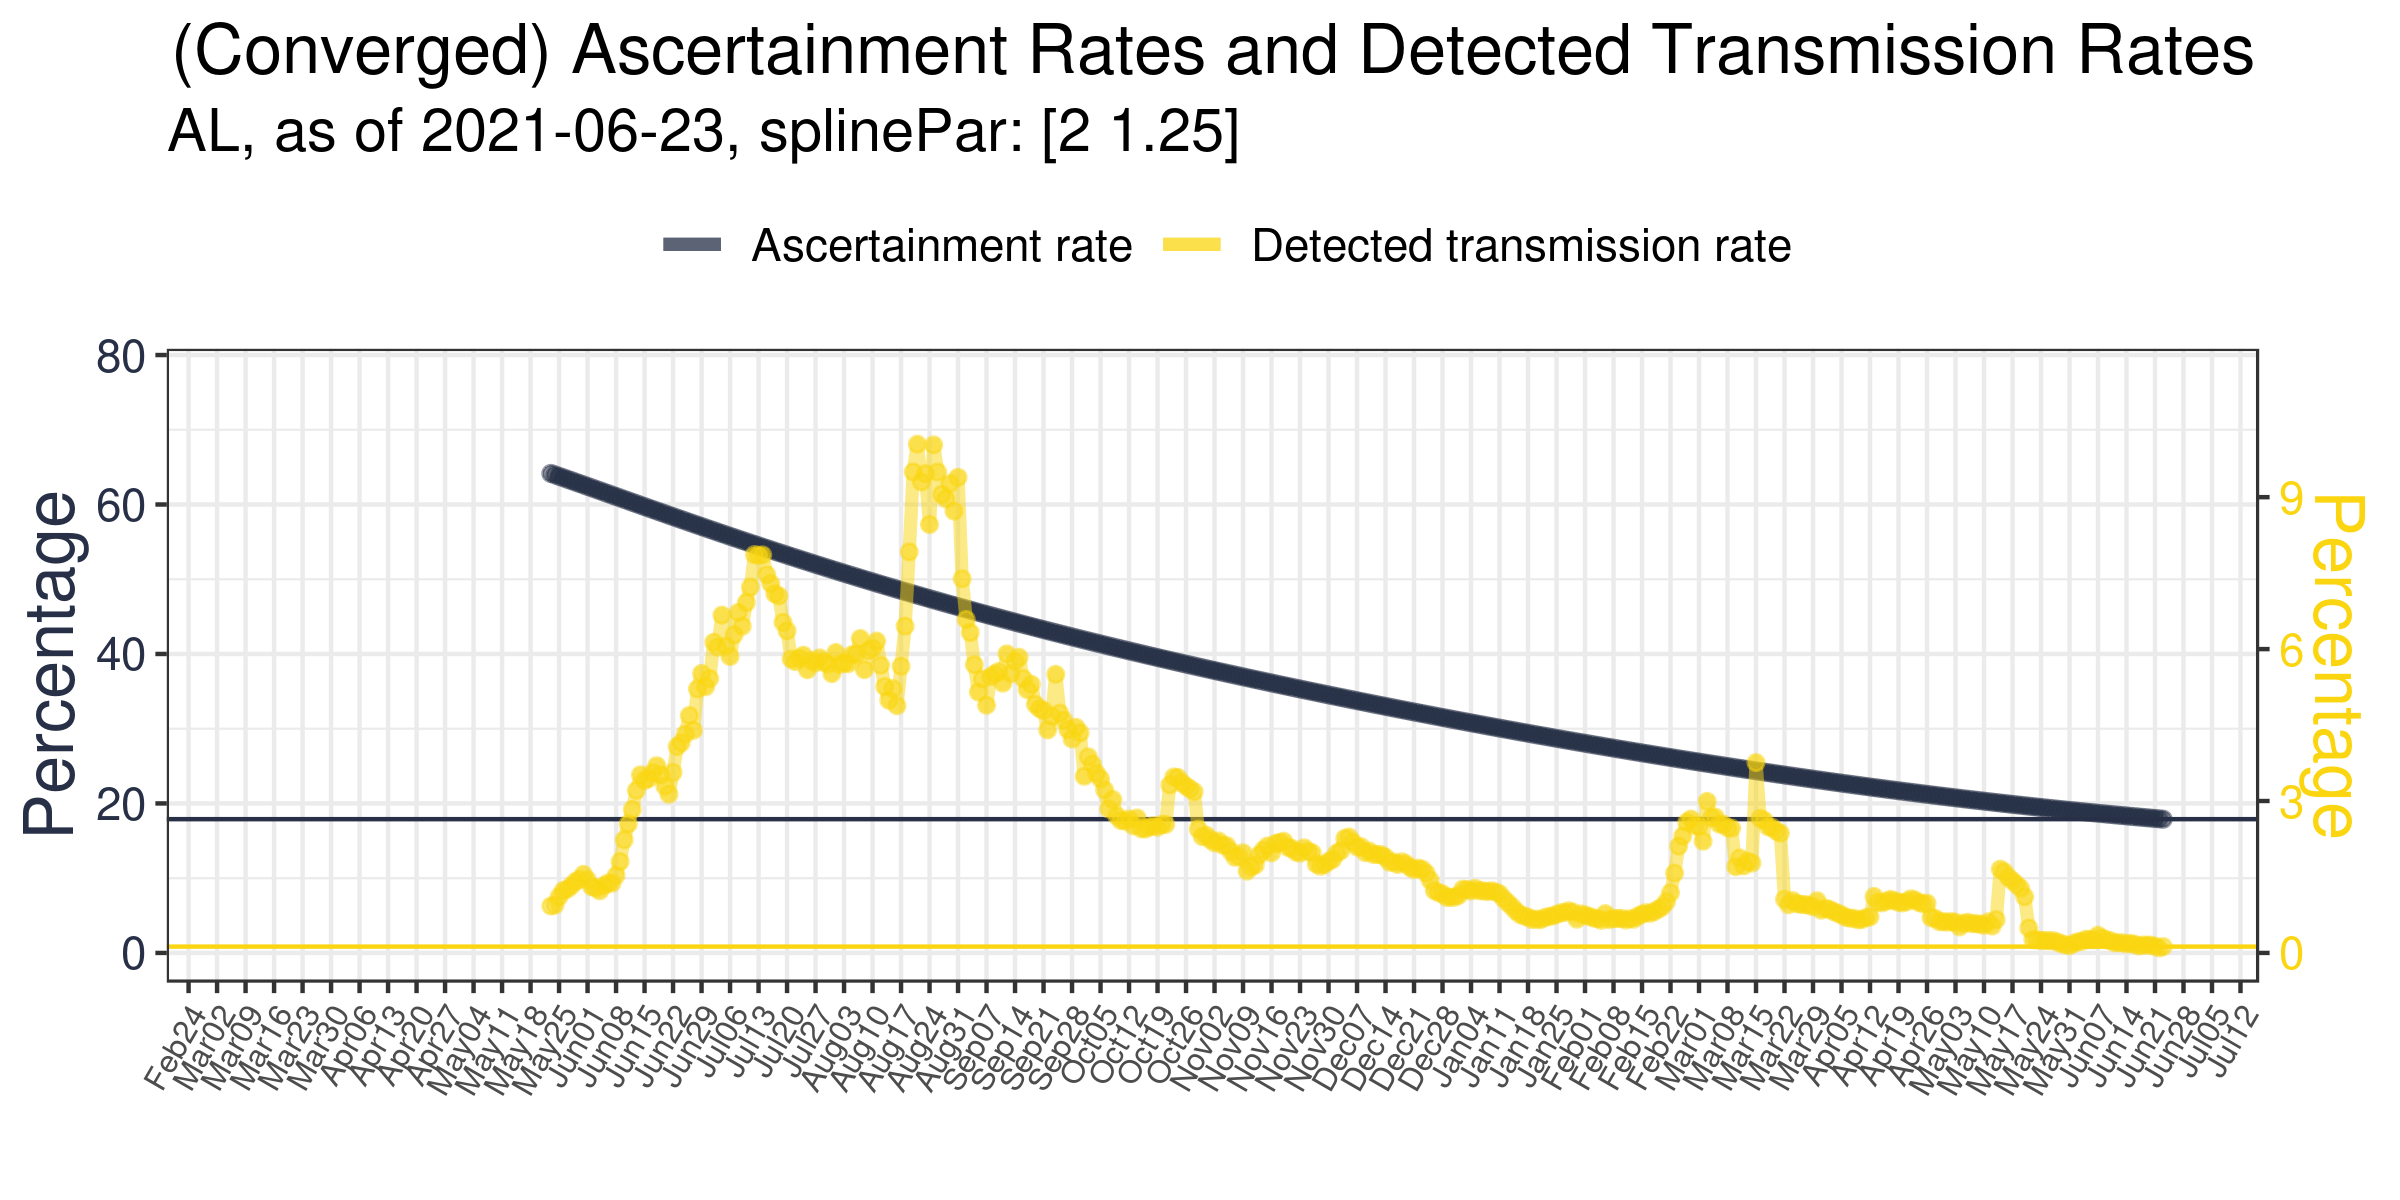 (Converged) Ascertainment Rates and Detected Transmission Rates
AL, as of 2021-06-23, splinePar: [2 1.25]
Ascertainment rate Detected transmission rate
Percentage
80
60
40
20
0
9
6
3
0
Percentage
Feb24 Mar02 Mar09 Mar16 Mar23 Mar30 Apr06 Apr13 Apr20 Apr27 May04 May11 May18 May25 Jun01 Jun08 Jun15 Jun22 Jun29 Jul06 Jul13 Jul20 Jul27 Aug03 Aug10 Aug17 Aug24 Aug31 Sep07 Sep14 Sep21 Sep28 Oct05 Oct12 Oct19 Oct26 Nov02 Nov09 Nov16 Nov23 Nov30 Dec07 Dec14 Dec21 Dec28 Jan04 Jan11 Jan18 Jan25 Feb01 Feb08 Feb15 Feb22 Mar01 Mar08 Mar15 Mar22 Mar29 Apr05 Apr12 Apr19 Apr26 May03 May10 May17 May24 May31 Jun07 Jun14 Jun21 Jun28 Jul05 Jul12